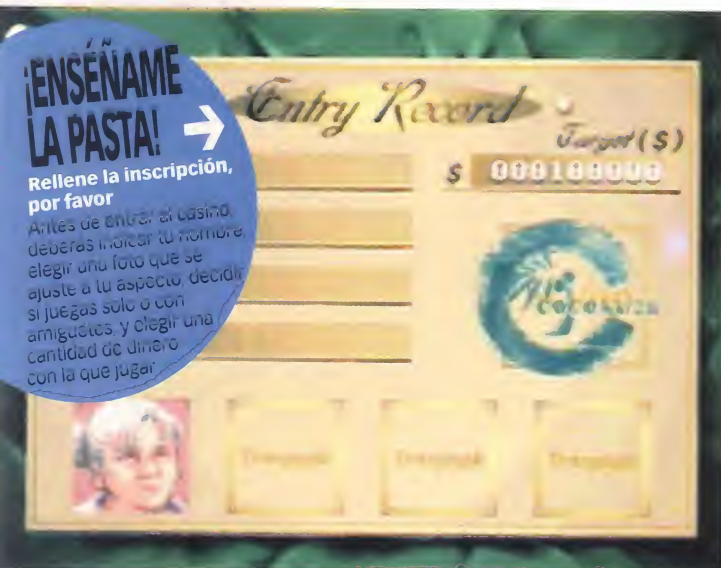 ¡ENSÉÑAME
LA PASTA!
Rellene la inscripción,
por favor
Antes de entrar al casino,
deberás indicar tu nombre,
elegir una foto que se
ajuste a tu aspecto, decidir
si juegas solo o con
amiguetes, y elegir una
cantidad de dinero
con la que jugar
Entry Record
Target ($)
$ 000100000